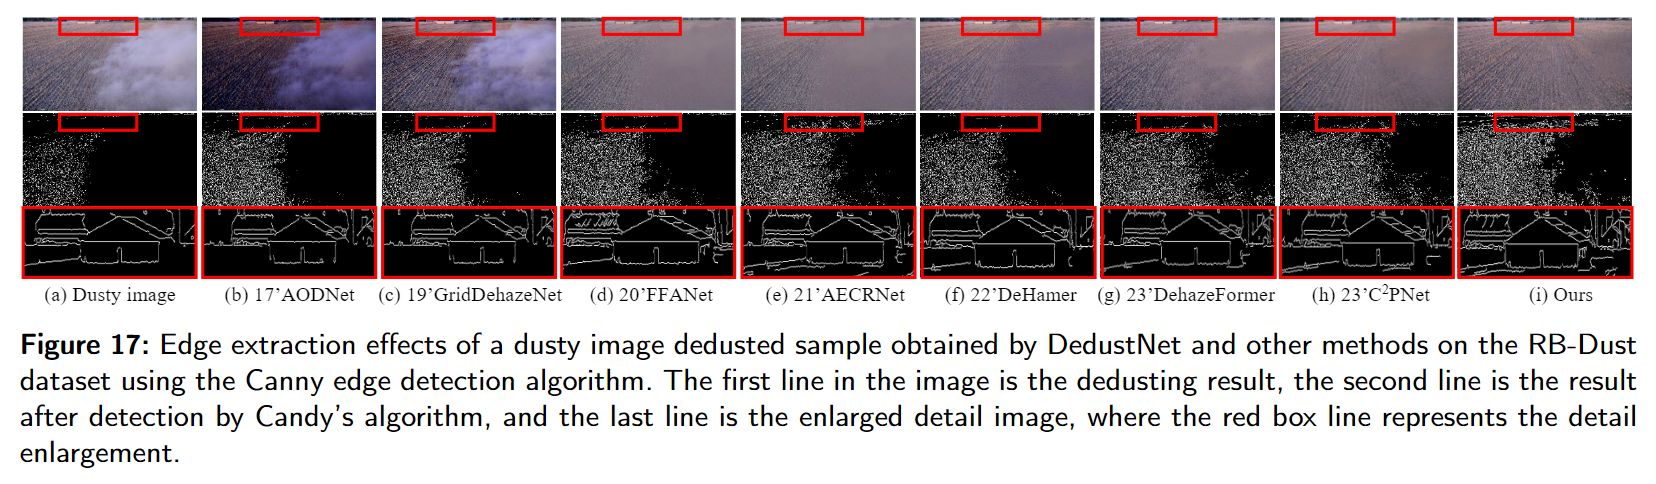 (a) Dusty image (b) 17'AODNet (c) 19'GridDehazeNet (d) 20'FFANet (e) 21'AECRNet (f) 22'DeHamer (g) 23'DehazeFormer (h) 23'C²PNet (i) Ours
Figure 17: Edge extraction effects of a dusty image dedusted sample obtained by DedustNet and other methods on the RB-Dust
dataset using the Canny edge detection algorithm. The first line in the image is the dedusting result, the second line is the result
after detection by Candy's algorithm, and the last line is the enlarged detail image, where the red box line represents the detail
enlargement.